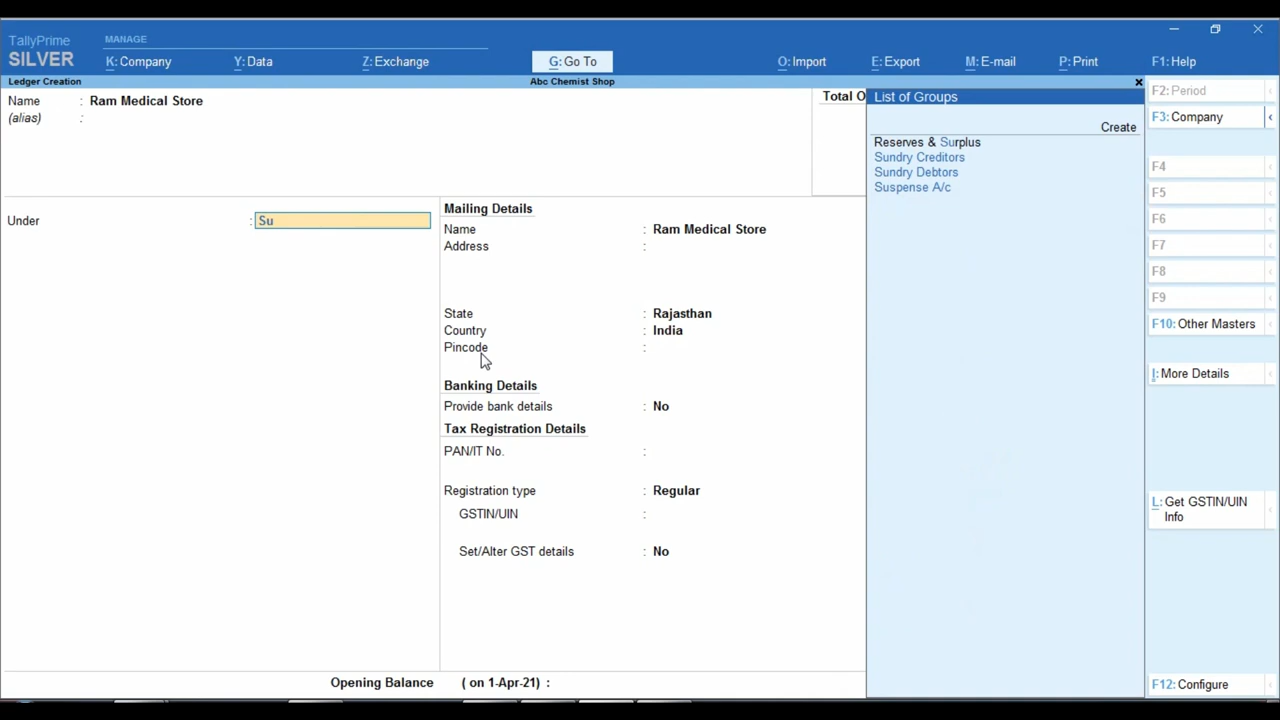 TallyPrime
SILVER
MANAGE
K: Company
Y: Data
Z: Exchange
G: Go To
O: Import
E: Export
M: E-mail
P: Print
F1: Help
Ledger Creation
Abc Chemist Shop
Name : Ram Medical Store
(alias) :
Total O
Under : Su
Mailing Details
Name : Ram Medical Store
Address :
State : Rajasthan
Country : India
Pincode :
Banking Details
Provide bank details : No
Tax Registration Details
PAN/IT No. :
Registration type : Regular
GSTIN/UIN :
Set/Alter GST details : No
Opening Balance ( on 1-Apr-21) :
List of Groups
Create
Reserves & Surplus
Sundry Creditors
Sundry Debtors
Suspense A/c
F2: Period
F3: Company
F4
F5
F6
F7
F8
F9
F10: Other Masters
I: More Details
L: Get GSTIN/UIN
Info
F12: Configure